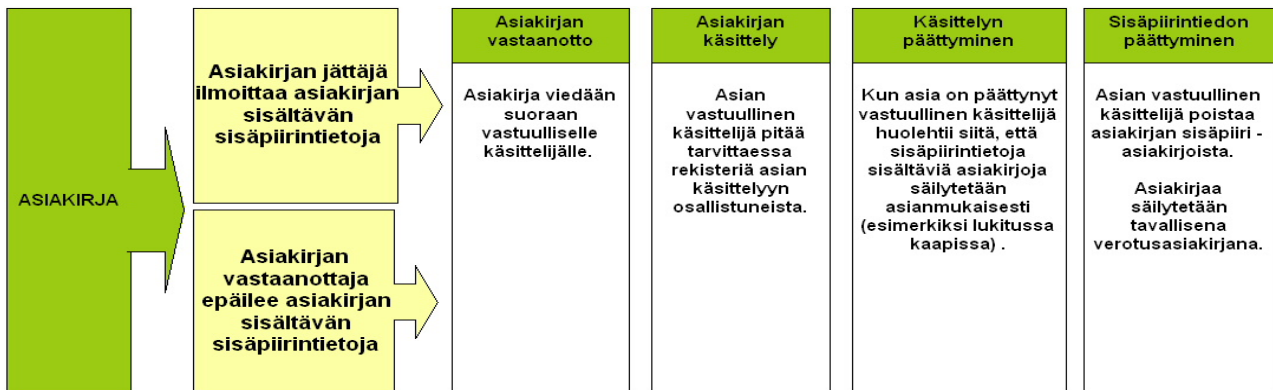 ASIAKIRJA
Asiakirjan jättäjä
ilmoittaa asiakirjan
sisältävän
sisäpiirintietoja
Asiakirjan
vastaanottaja
epäilee asiakirjan
sisältävän
sisäpiirintietoja
Asiakirjan
vastaanotto
Asiakirja viedään
suoraan
vastuulliselle
käsittelijälle.
Asiakirjan
käsittely
Asian
vastuullinen
käsittelijä pitää
tarvittaessa
rekisteriä asian
käsittelyyn
osallistuneista.
Käsittelyn
päättyminen
Kun asia on päättynyt
vastuullinen käsittelijä
huolehtii siitä, että
sisäpiirintietoja
sisältäviä asiakirjoja
säilytetään
asianmukaisesti
(esimerkiksi lukitussa
kaapissa) .
Sisäpiirintiedon
päättyminen
Asian vastuullinen
käsittelijä poistaa
asiakirjan sisäpiiri -
asiakirjoista.
Asiakirjaa
säilytetään
tavallisena
verotusasiakirjana.